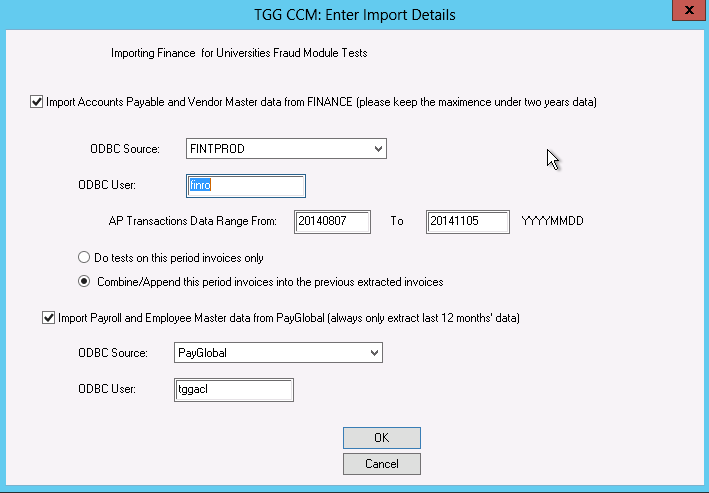 TGG CCM: Enter Import Details
x
Importing Finance for Universities Fraud Module Tests
Import Accounts Payable and Vendor Master data from FINANCE (please keep the maximence under two years data)
ODBC Source: FINTPROD
ODBC User: finro
AP Transactions Data Range From: 20140807 To 20141105 YYYYMMDD
Do tests on this period invoices only
Combine/Append this period invoices into the previous extracted invoices
Import Payroll and Employee Master data from PayGlobal (always only extract last 12 months' data)
ODBC Source: PayGlobal
ODBC User: tggacl
OK
Cancel